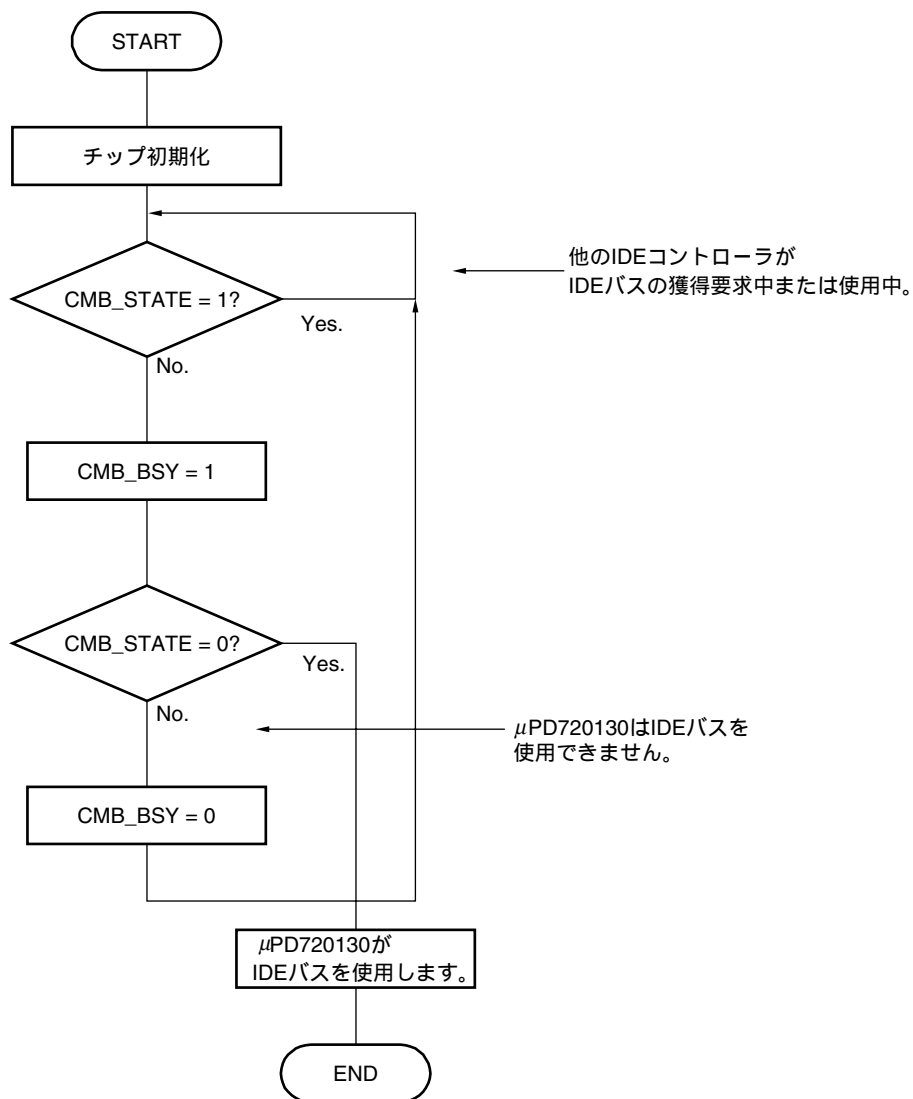 START
チップ初期化
CMB_STATE = 1?
Yes.
No.
他のIDEコントローラが
IDEバスの獲得要求中または使用中。
CMB_BSY = 1
CMB_STATE = 0?
Yes.
No.
μPD720130はIDEバスを
使用できません。
CMB_BSY = 0
μPD720130が
IDEバスを使用します。
END